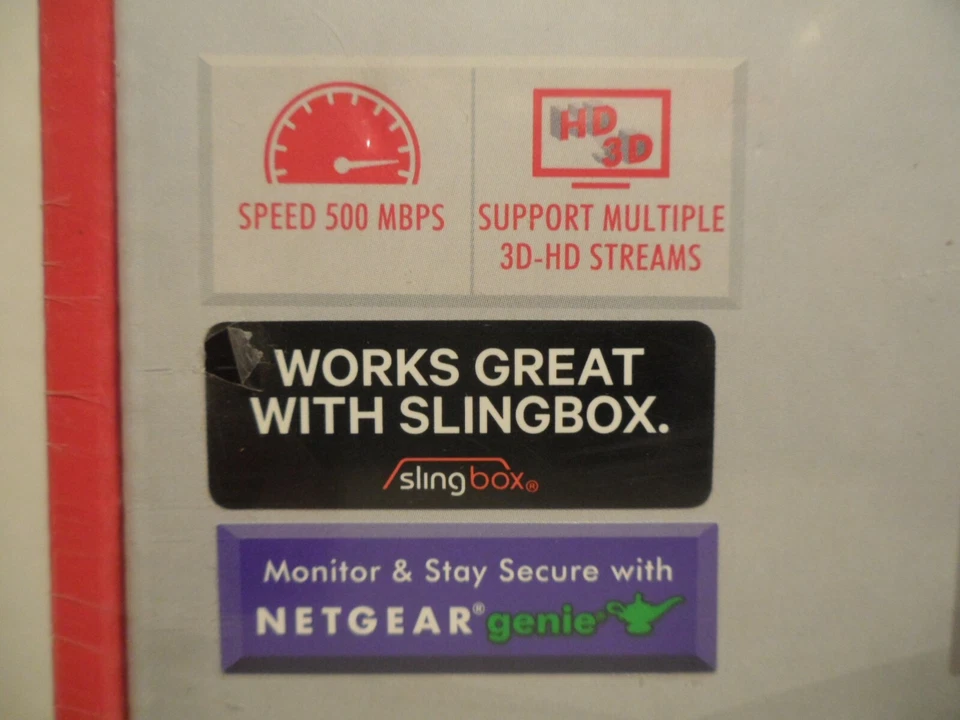 HD
3D
SPEED 500 MBPS
SUPPORT MULTIPLE
3D-HD STREAMS
WORKS GREAT
WITH SLINGBOX.
slingbox®
Monitor & Stay Secure with
NETGEAR® genie®